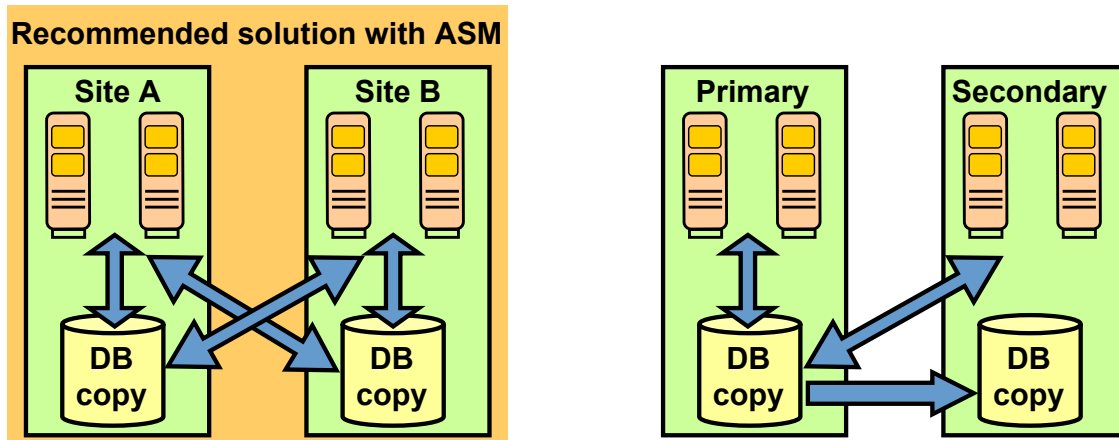 Recommended solution with ASM
Site A
Site B
DB
copy
DB
copy
Primary
Secondary
DB
copy
DB
copy